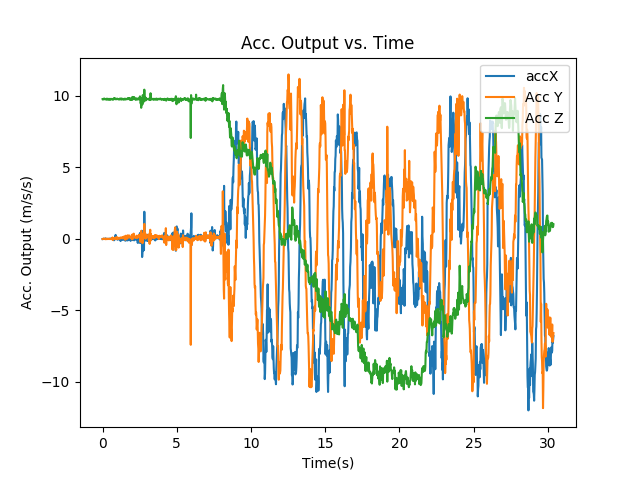 Acc. Output vs. Time
accX
Acc Y
Acc Z
Acc. Output (m/s/s)
10
5
0
−5
−10
0 5 10 15 20 25 30
Time(s)